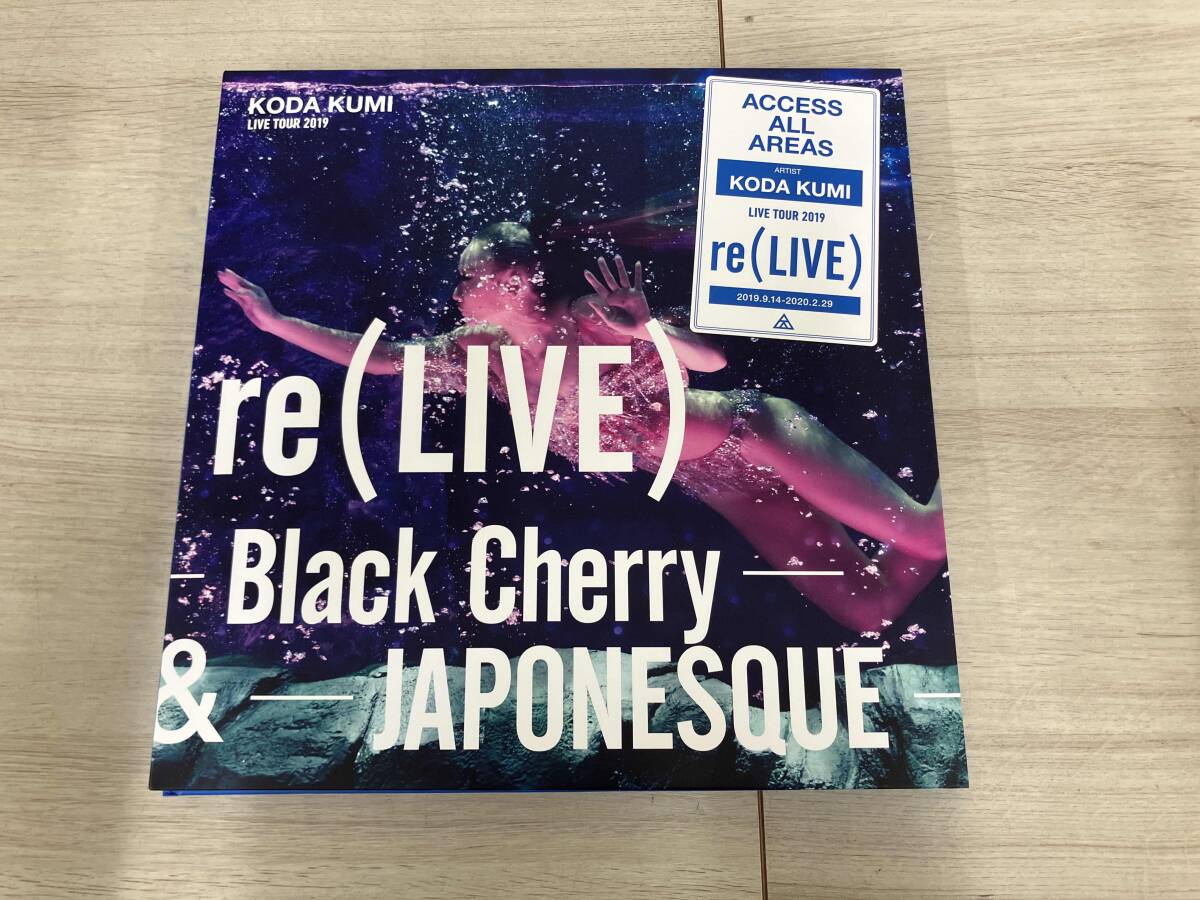 KODA KUMI
LIVE TOUR 2019
ACCESS
ALL
AREAS
ARTIST
KODA KUMI
LIVE TOUR 2019
re(LIVE)
2019.9.14-2020.2.29
re(LIVE)
Black Cherry
&
JAPONESQUE